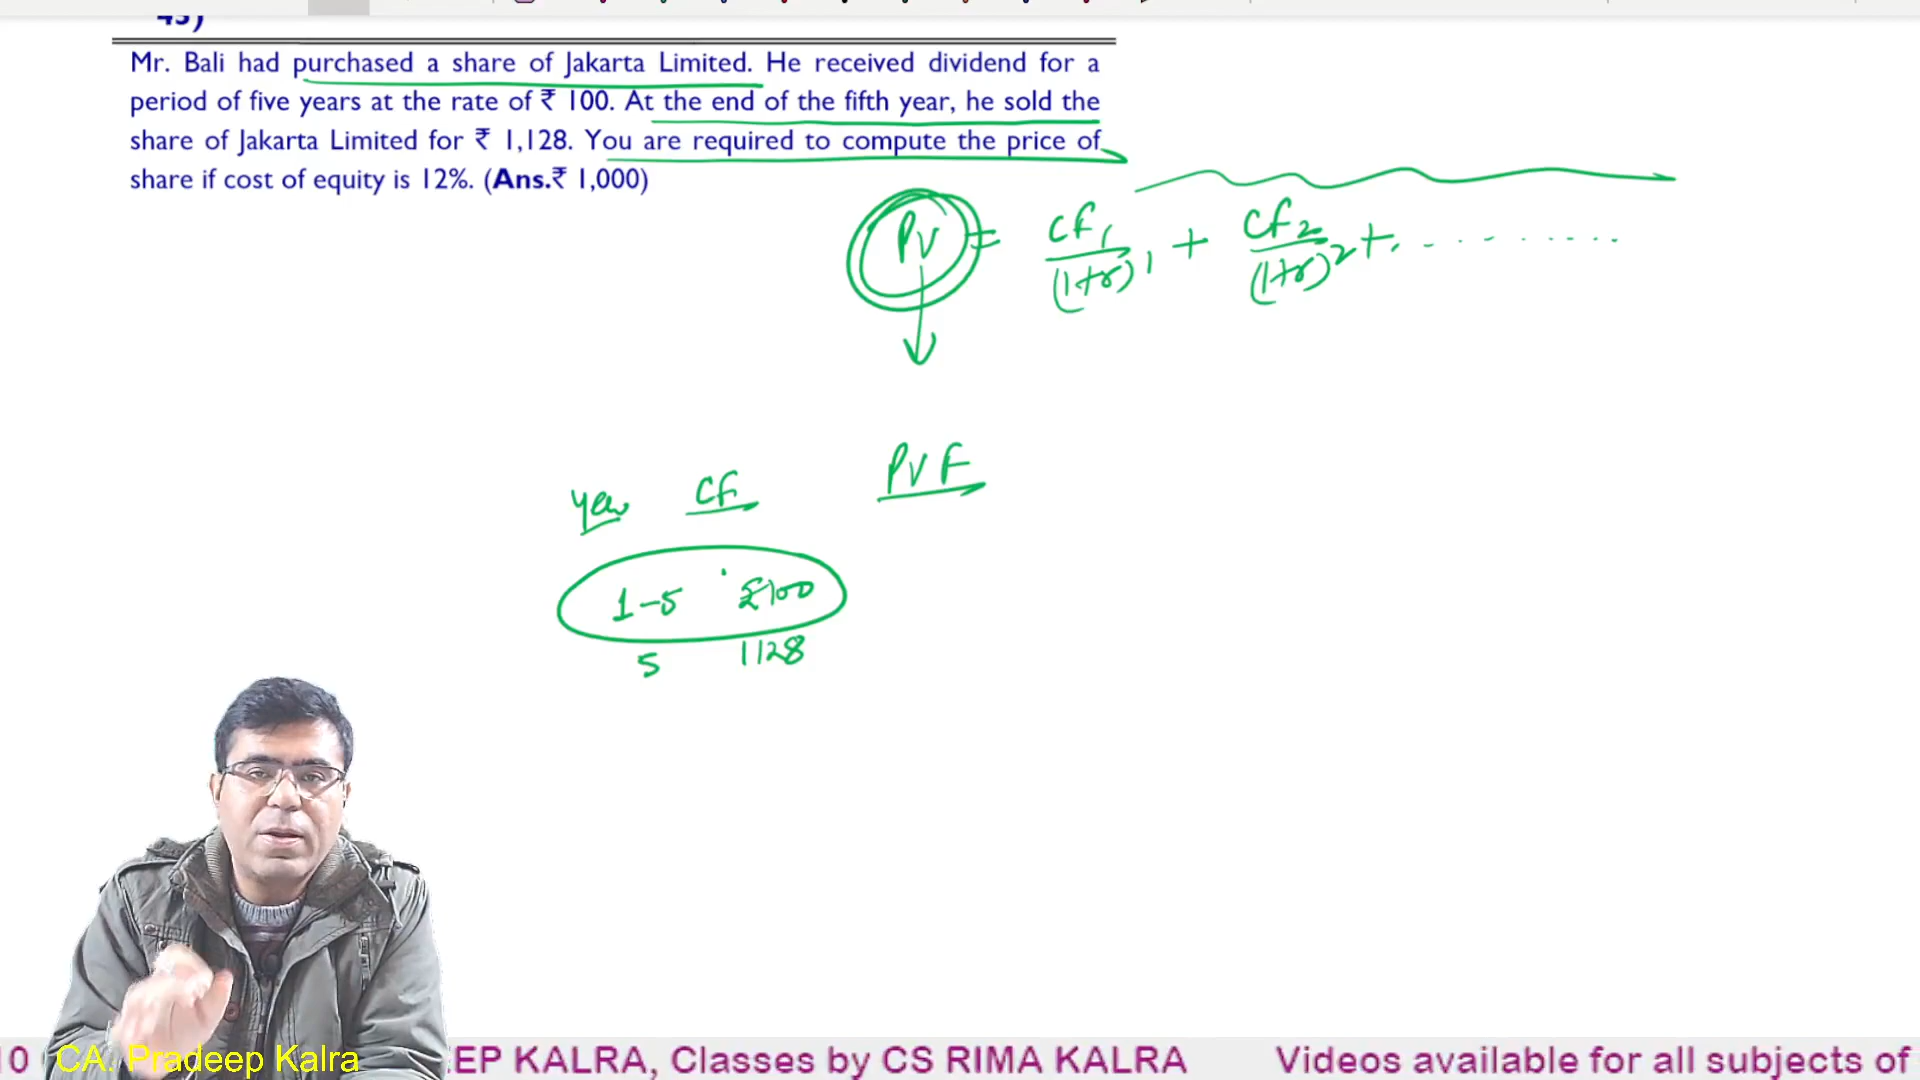 45)
Mr. Bali had purchased a share of Jakarta Limited. He received dividend for a
period of five years at the rate of ₹ 100. At the end of the fifth year, he sold the
share of Jakarta Limited for ₹ 1,128. You are required to compute the price of
share if cost of equity is 12%. (Ans.₹ 1,000)
PV = CF1/(1+r)1 + CF2/(1+r)2 + ..........
year CF PVF
1-5 ₹100
5 1128
10 CA. Pradeep Kalra EEP KALRA, Classes by CS RIMA KALRA Videos available for all subjects of